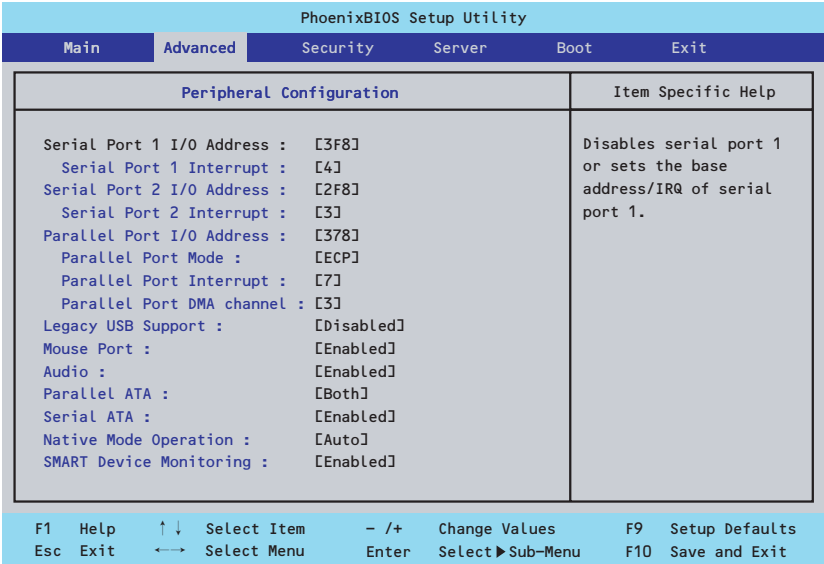 PhoenixBIOS Setup Utility
Main Advanced Security Server Boot Exit
Peripheral Configuration
Item Specific Help
Serial Port 1 I/O Address : [3F8]
Serial Port 1 Interrupt : [4]
Serial Port 2 I/O Address : [2F8]
Serial Port 2 Interrupt : [3]
Parallel Port I/O Address : [378]
Parallel Port Mode : [ECP]
Parallel Port Interrupt : [7]
Parallel Port DMA channel : [3]
Legacy USB Support : [Disabled]
Mouse Port : [Enabled]
Audio : [Enabled]
Parallel ATA : [Both]
Serial ATA : [Enabled]
Native Mode Operation : [Auto]
SMART Device Monitoring : [Enabled]
Disables serial port 1
or sets the base
address/IRQ of serial
port 1.
F1 Help ↑↓ Select Item – /+ Change Values F9 Setup Defaults
Esc Exit ←→ Select Menu Enter Select▶Sub–Menu F10 Save and Exit